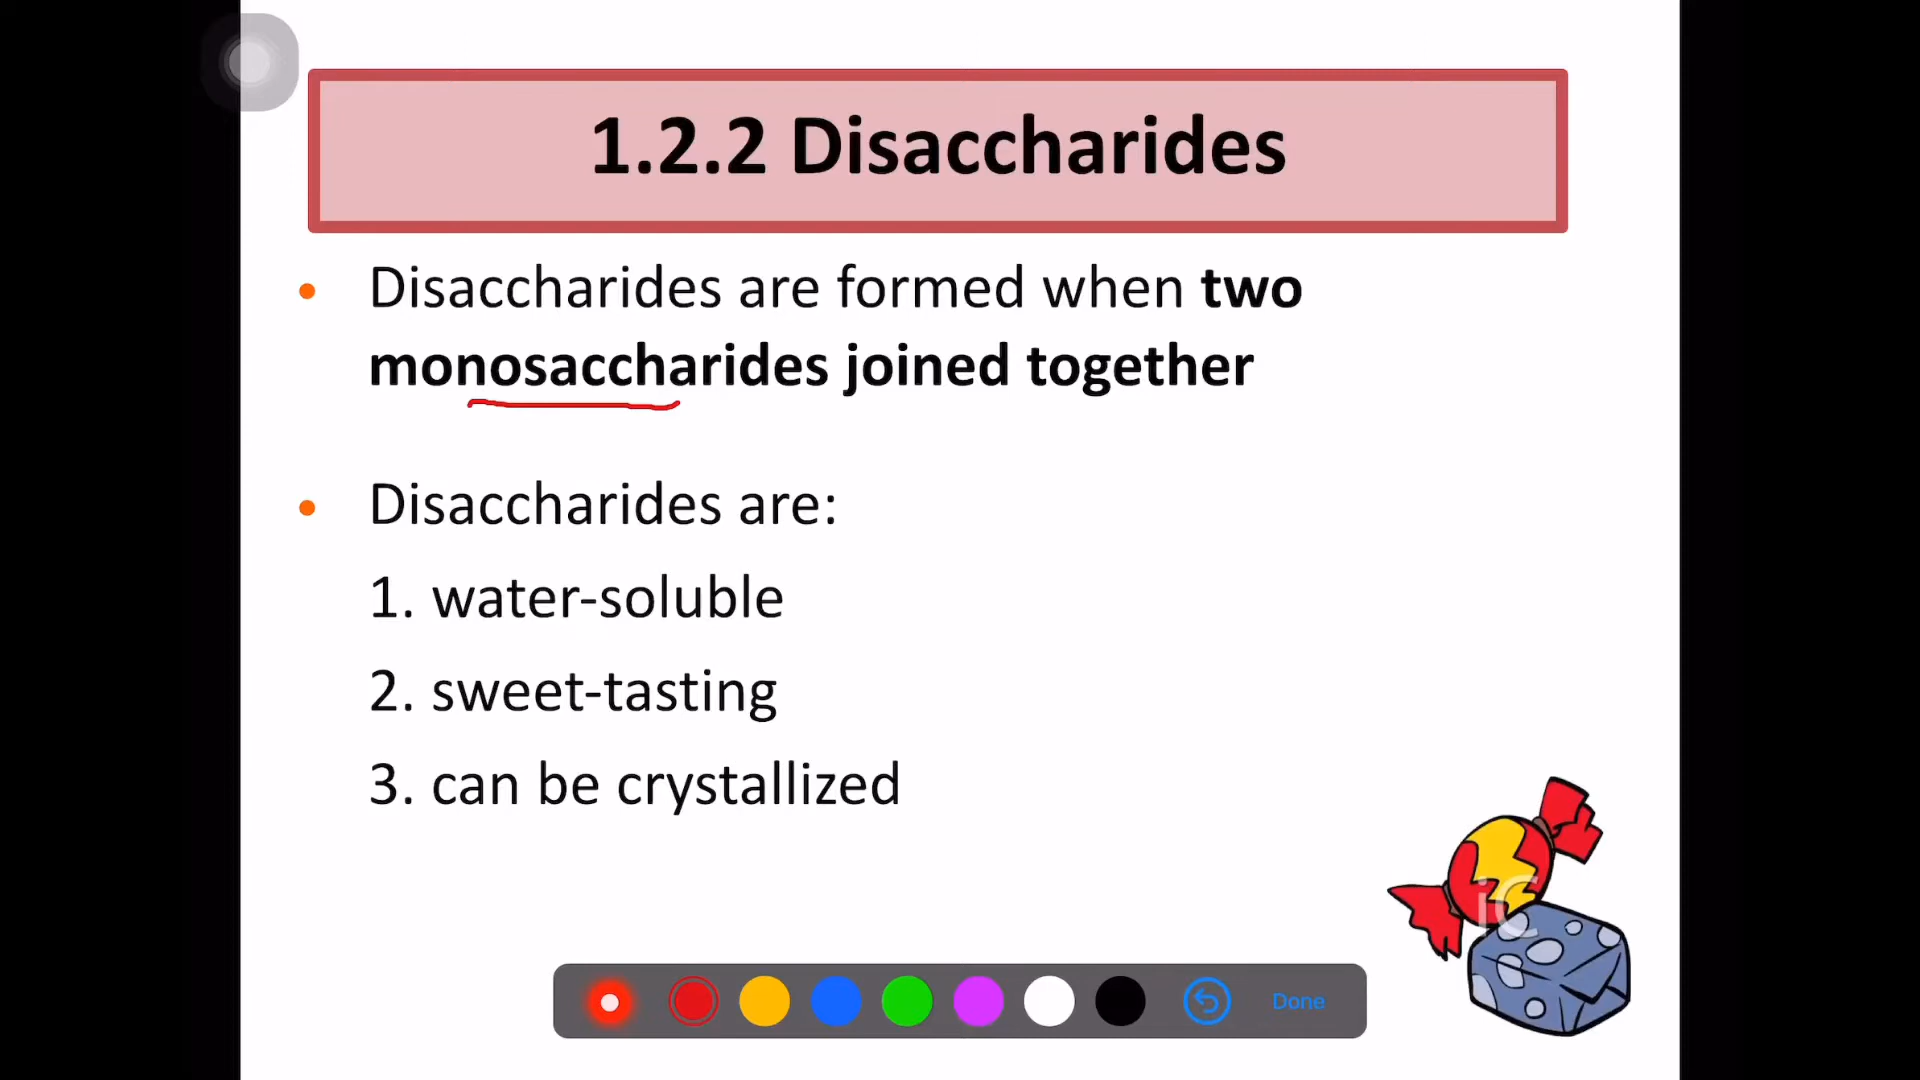 1.2.2 Disaccharides
• Disaccharides are formed when two
monosaccharides joined together
• Disaccharides are:
1. water-soluble
2. sweet-tasting
3. can be crystallized
iC
Done